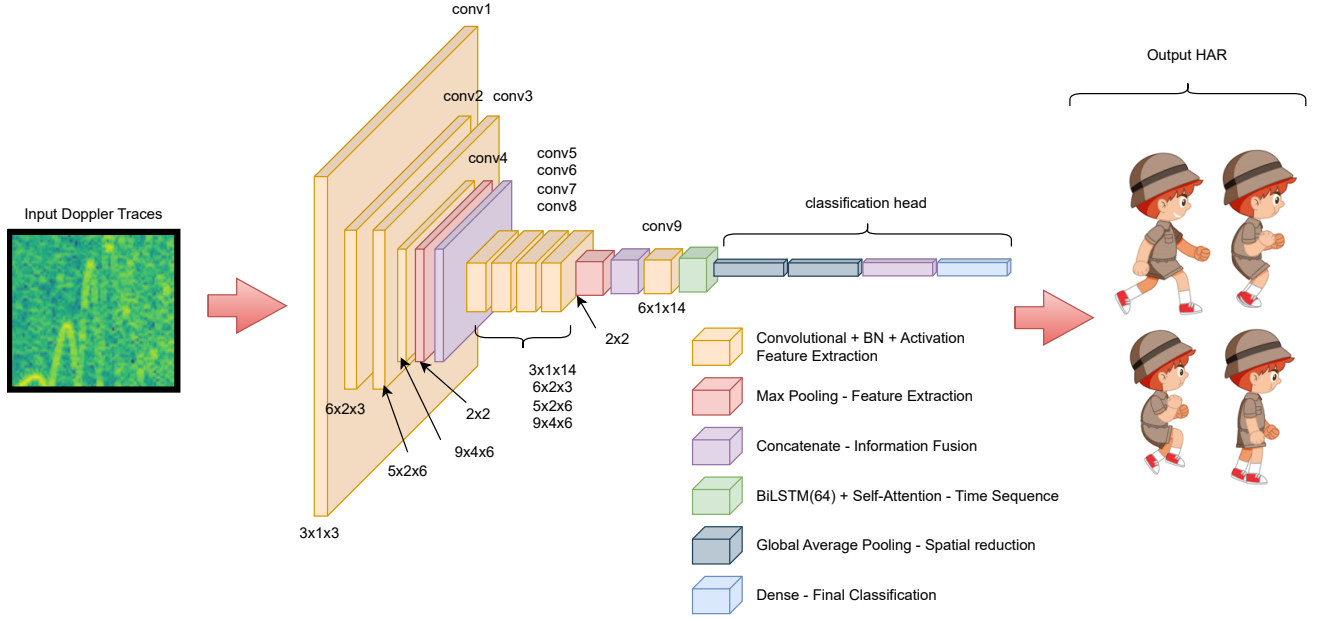 conv1
Output HAR
conv2
conv3
conv4
conv5
conv6
conv7
conv8
Input Doppler Traces
classification head
conv9
6x1x14
2x2
3x1x14
6x2x3
5x2x6
9x4x6
6x2x3
2x2
9x4x6
5x2x6
3x1x3
Convolutional + BN + Activation
Feature Extraction
Max Pooling - Feature Extraction
Concatenate - Information Fusion
BiLSTM(64) + Self-Attention - Time Sequence
Global Average Pooling - Spatial reduction
Dense - Final Classification